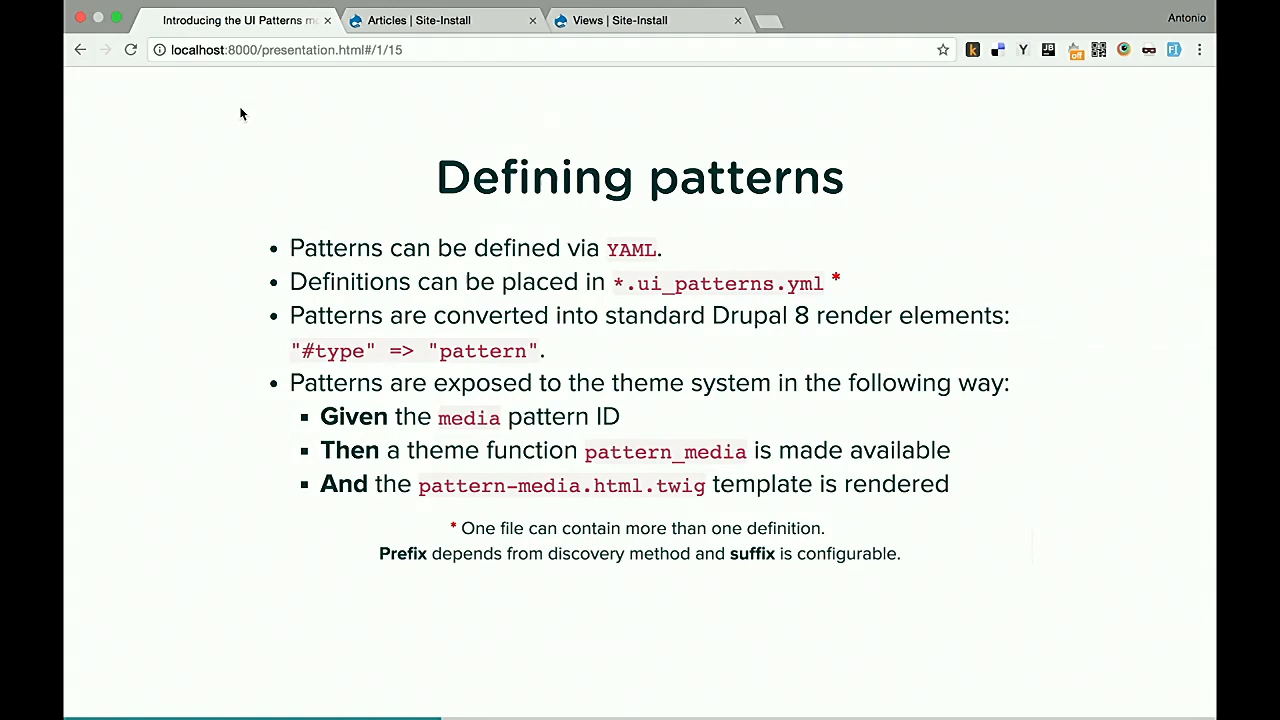 Introducing the UI Patterns mo
Articles | Site-Install
Views | Site-Install
Antonio
localhost:8000/presentation.html#/1/15
Defining patterns
Patterns can be defined via YAML.
Definitions can be placed in *.ui_patterns.yml *
Patterns are converted into standard Drupal 8 render elements:
"#type" => "pattern".
Patterns are exposed to the theme system in the following way:
Given the media pattern ID
Then a theme function pattern_media is made available
And the pattern-media.html.twig template is rendered
* One file can contain more than one definition.
Prefix depends from discovery method and suffix is configurable.